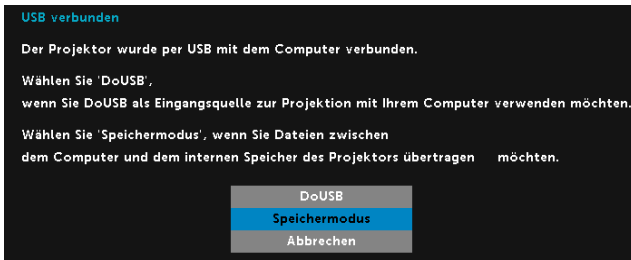 USB verbunden
Der Projektor wurde per USB mit dem Computer verbunden.
Wählen Sie 'DoUSB',
wenn Sie DoUSB als Eingangsquelle zur Projektion mit Ihrem Computer verwenden möchten.
Wählen Sie 'Speichermodus', wenn Sie Dateien zwischen
dem Computer und dem internen Speicher des Projektors übertragen möchten.
DoUSB
Speichermodus
Abbrechen